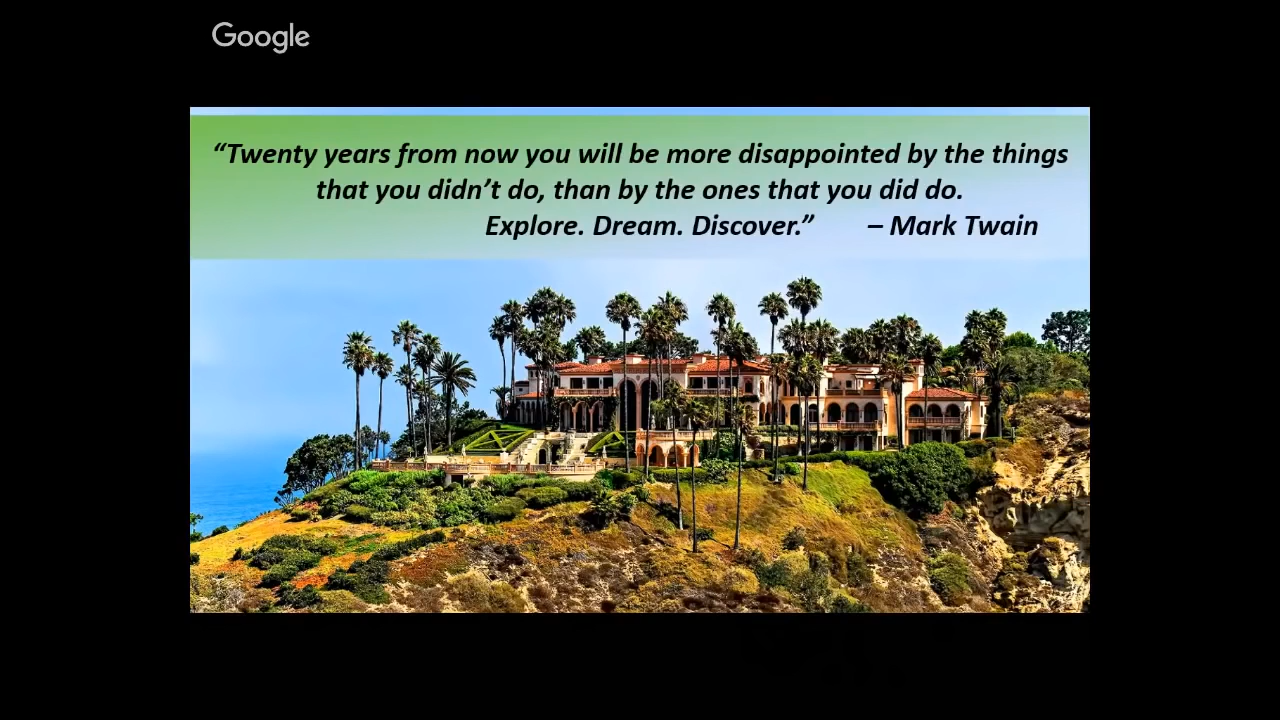 Google
“Twenty years from now you will be more disappointed by the things
that you didn’t do, than by the ones that you did do.
Explore. Dream. Discover.” – Mark Twain